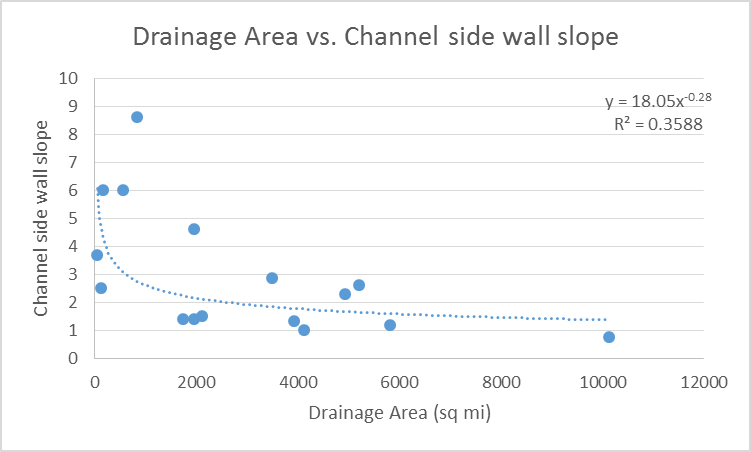 Drainage Area vs. Channel side wall slope
y = 18.05x^-0.28
R² = 0.3588
Channel side wall slope
10
9
8
7
6
5
4
3
2
1
0
0 2000 4000 6000 8000 10000 12000
Drainage Area (sq mi)